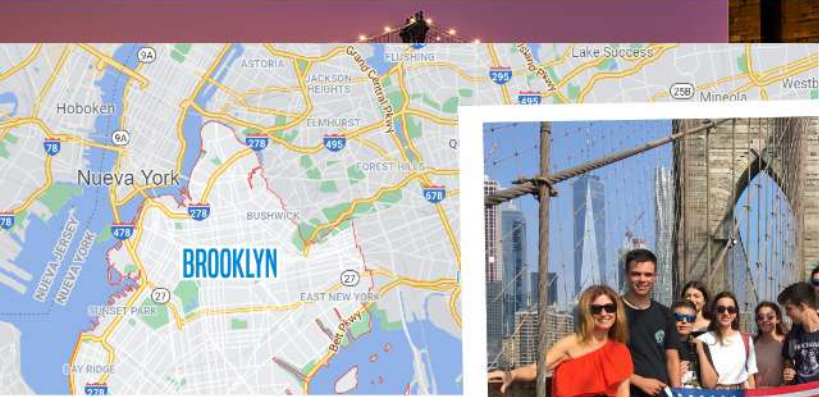 9A
Grand Central Pkwy
FLUSHING
Lake Success
ASTORIA
295
JACKSON
HEIGHTS
495
25B
Mineola
Hoboken
ELMHURST
9A
78
278
495
Nueva York
FOREST HILLS
678
278
BUSHWICK
78
478
NUEVA JERSEY
NUEVA YORK
BROOKLYN
27
27
EAST NEW YORK
SUNSET PARK
Belt Pkwy
BAY RIDGE
278